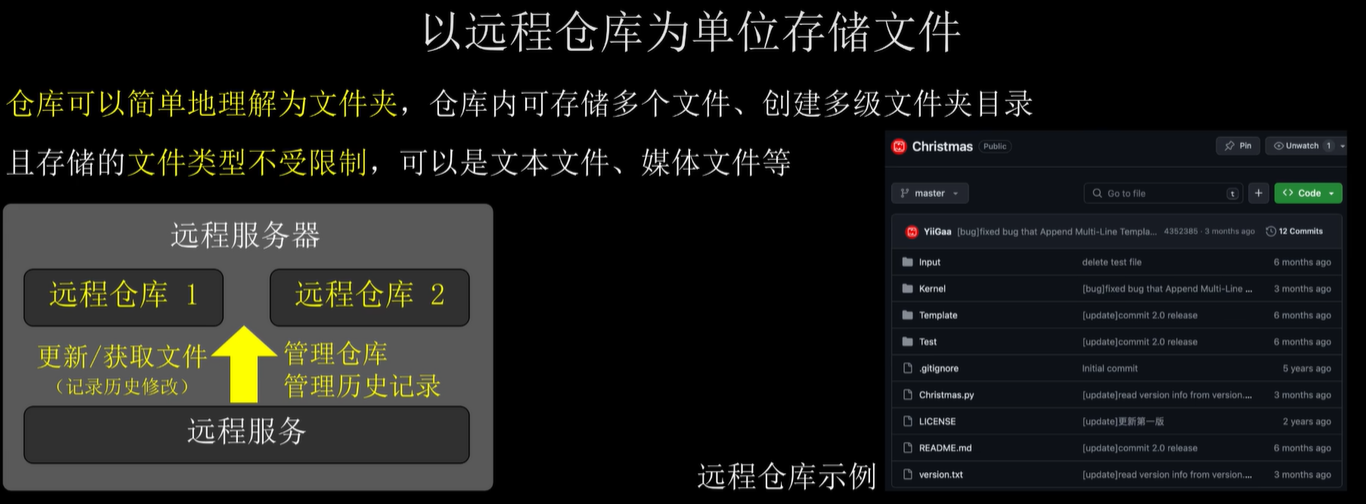 以远程仓库为单位存储文件
仓库可以简单地理解为文件夹，仓库内可存储多个文件、创建多级文件夹目录
且存储的文件类型不受限制，可以是文本文件、媒体文件等
远程服务器
远程仓库 1
远程仓库 2
更新/获取文件
（记录历史修改）
管理仓库
管理历史记录
远程服务
远程仓库示例
Christmas Public Pin Unwatch 1
master Go to file t + <> Code
YiiGaa [bug]fixed bug that Append Multi-Line Templa... 4352385 · 3 months ago 12 Commits
Input delete test file 6 months ago
Kernel [bug]fixed bug that Append Multi-Line ... 3 months ago
Template [update]commit 2.0 release 6 months ago
Test [update]commit 2.0 release 6 months ago
.gitignore Initial commit 5 years ago
Christmas.py [update]read version info from version.... 3 months ago
LICENSE [update]更新第一版 2 years ago
README.md [update]commit 2.0 release 6 months ago
version.txt [update]read version info from version.... 3 months ago